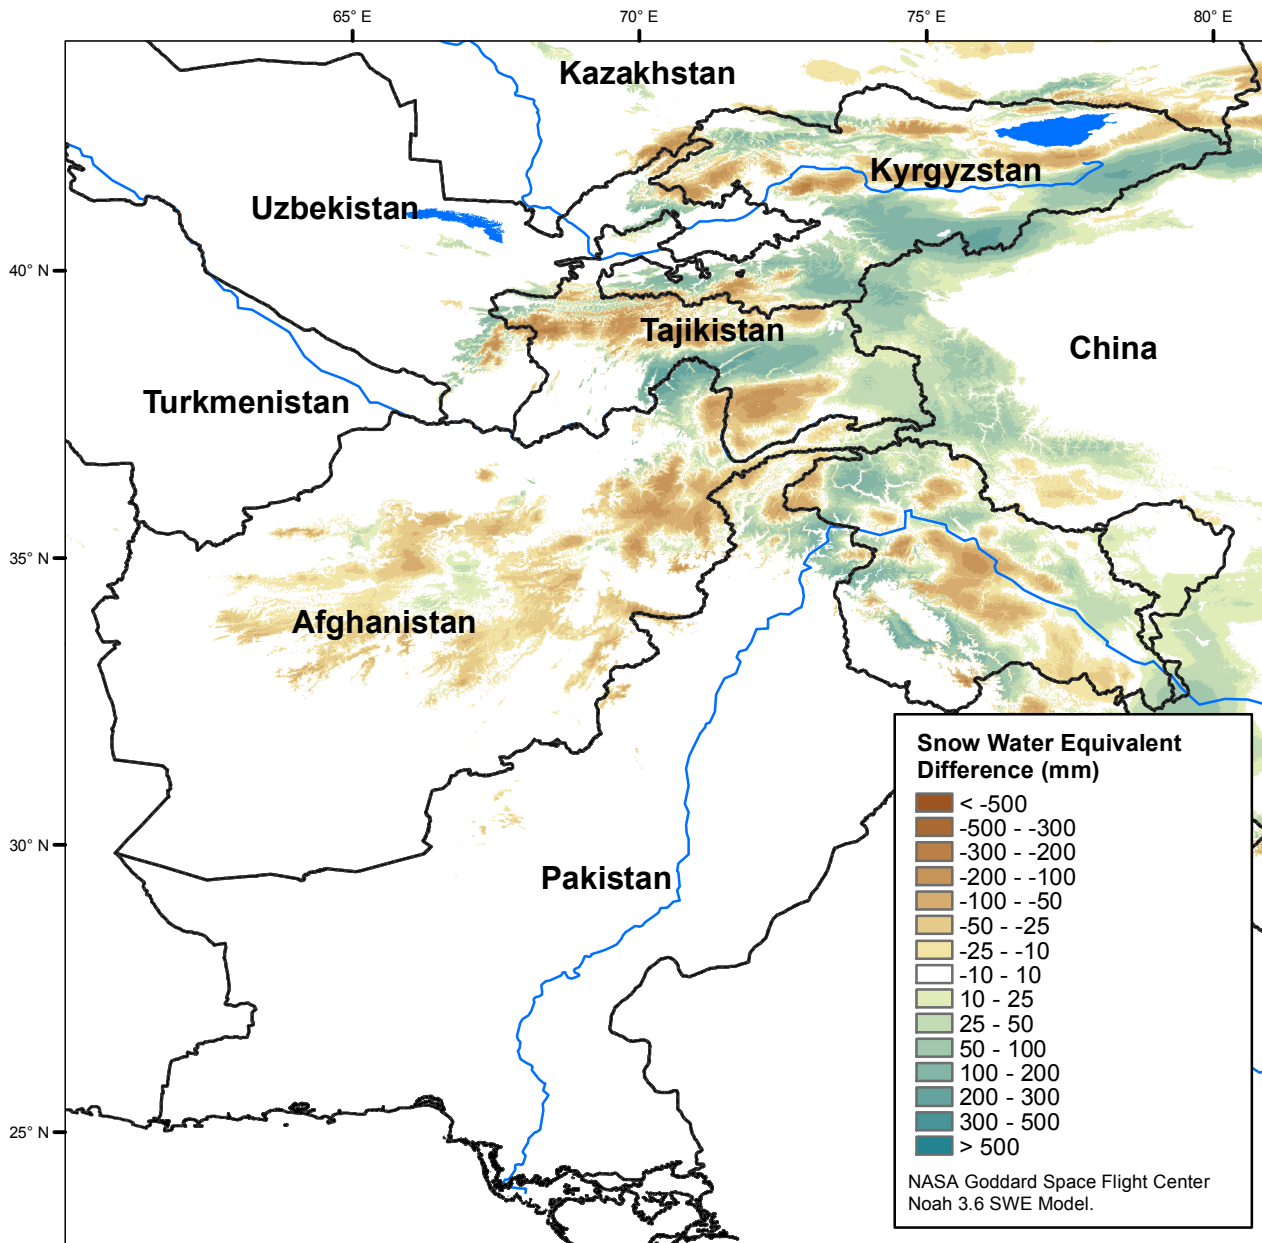 65° E
70° E
75° E
80° E
Kazakhstan
Kyrgyzstan
Uzbekistan
40° N
Tajikistan
China
Turkmenistan
35° N
Afghanistan
30° N
Pakistan
25° N
Snow Water Equivalent
Difference (mm)
< -500
-500 - -300
-300 - -200
-200 - -100
-100 - -50
-50 - -25
-25 - -10
-10 - 10
10 - 25
25 - 50
50 - 100
100 - 200
200 - 300
300 - 500
> 500
NASA Goddard Space Flight Center
Noah 3.6 SWE Model.